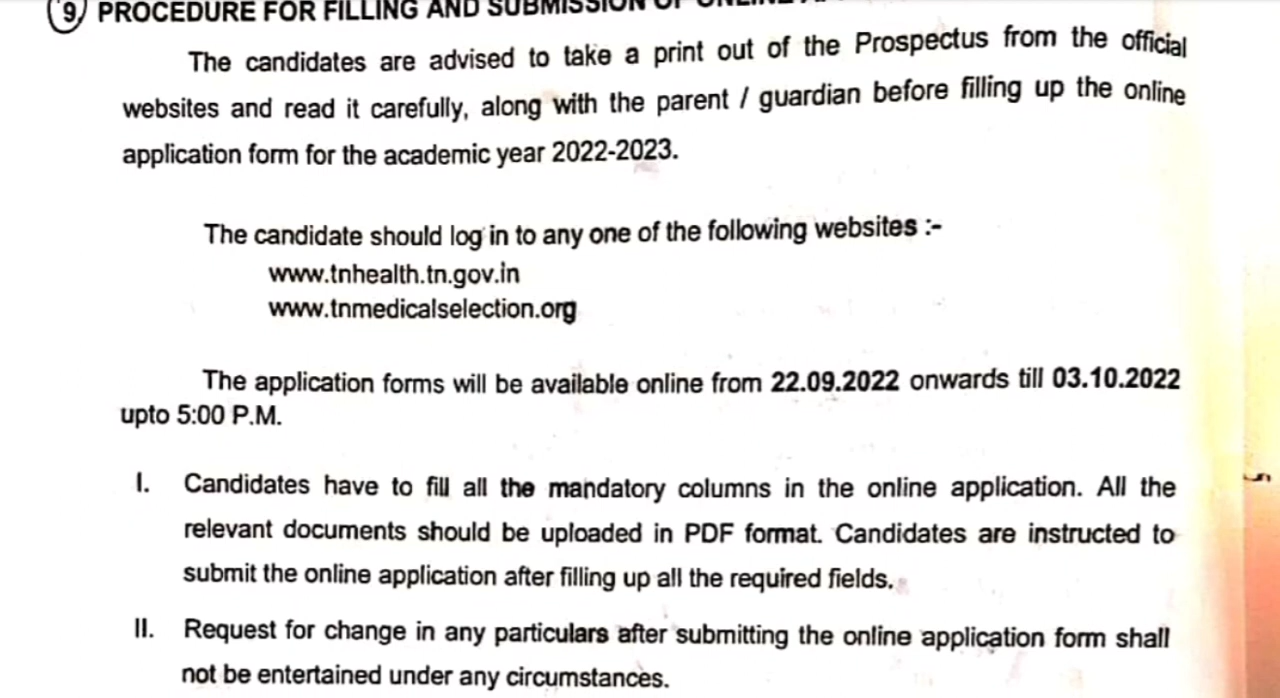 9) PROCEDURE FOR FILLING AND SUBMISSION OF ONLINE
The candidates are advised to take a print out of the Prospectus from the official
websites and read it carefully, along with the parent / guardian before filling up the online
application form for the academic year 2022-2023.
The candidate should log in to any one of the following websites :-
www.tnhealth.tn.gov.in
www.tnmedicalselection.org
The application forms will be available online from 22.09.2022 onwards till 03.10.2022
upto 5:00 P.M.
I. Candidates have to fill all the mandatory columns in the online application. All the
relevant documents should be uploaded in PDF format. Candidates are instructed to
submit the online application after filling up all the required fields.
II. Request for change in any particulars after submitting the online application form shall
not be entertained under any circumstances.